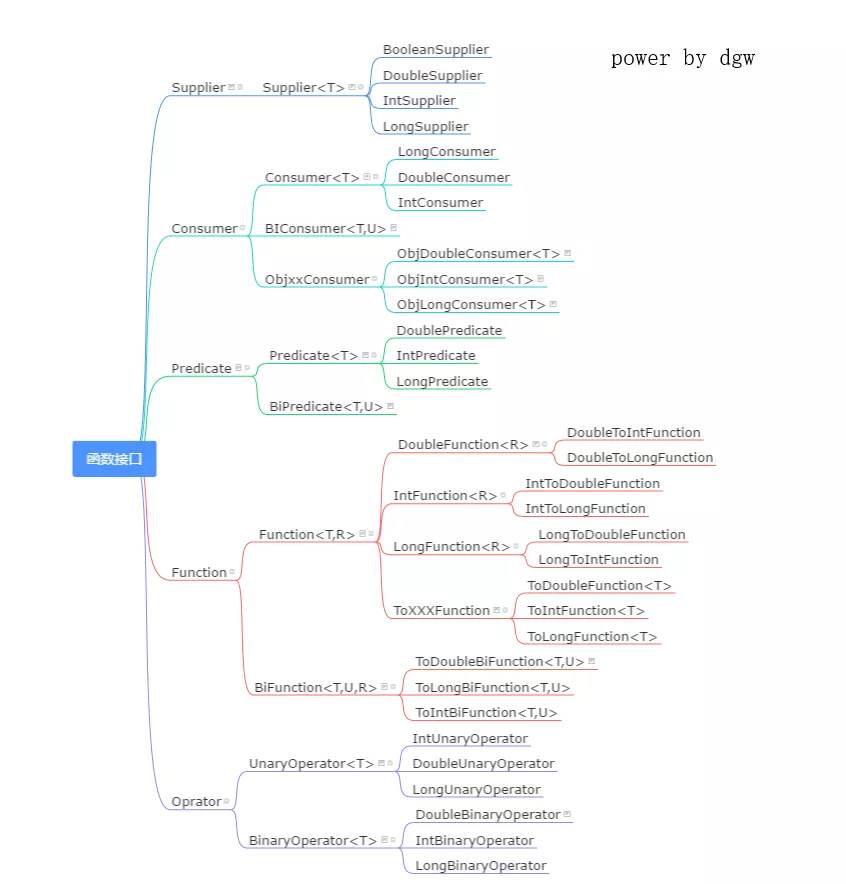 power by dgw
函数接口
Supplier
Supplier<T>
BooleanSupplier
DoubleSupplier
IntSupplier
LongSupplier
Consumer
Consumer<T>
LongConsumer
DoubleConsumer
IntConsumer
BIConsumer<T,U>
ObjxxConsumer
ObjDoubleConsumer<T>
ObjIntConsumer<T>
ObjLongConsumer<T>
Predicate
Predicate<T>
DoublePredicate
IntPredicate
LongPredicate
BiPredicate<T,U>
Function
Function<T,R>
DoubleFunction<R>
DoubleToIntFunction
DoubleToLongFunction
IntFunction<R>
IntToDoubleFunction
IntToLongFunction
LongFunction<R>
LongToDoubleFunction
LongToIntFunction
ToXXXFunction
ToDoubleFunction<T>
ToIntFunction<T>
ToLongFunction<T>
BiFunction<T,U,R>
ToDoubleBiFunction<T,U>
ToLongBiFunction<T,U>
ToIntBiFunction<T,U>
Oprator
UnaryOperator<T>
IntUnaryOperator
DoubleUnaryOperator
LongUnaryOperator
BinaryOperator<T>
DoubleBinaryOperator
IntBinaryOperator
LongBinaryOperator